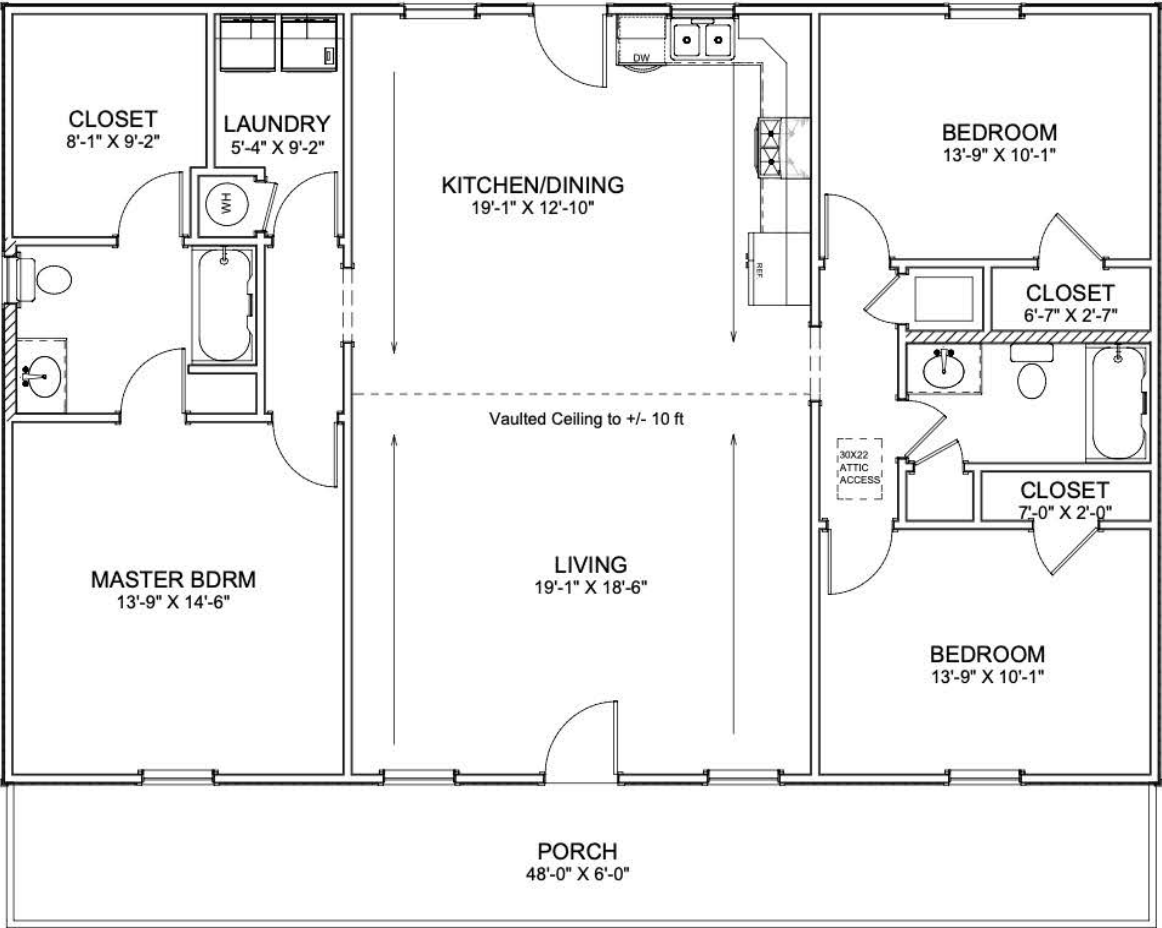 CLOSET
8'-1" X 9'-2"
LAUNDRY
5'-4" X 9'-2"
WH
KITCHEN/DINING
19'-1" X 12'-10"
DW
REF
BEDROOM
13'-9" X 10'-1"
CLOSET
6'-7" X 2'-7"
Vaulted Ceiling to +/- 10 ft
30X22
ATTIC
ACCESS
CLOSET
7'-0" X 2'-0"
MASTER BDRM
13'-9" X 14'-6"
LIVING
19'-1" X 18'-6"
BEDROOM
13'-9" X 10'-1"
PORCH
48'-0" X 6'-0"